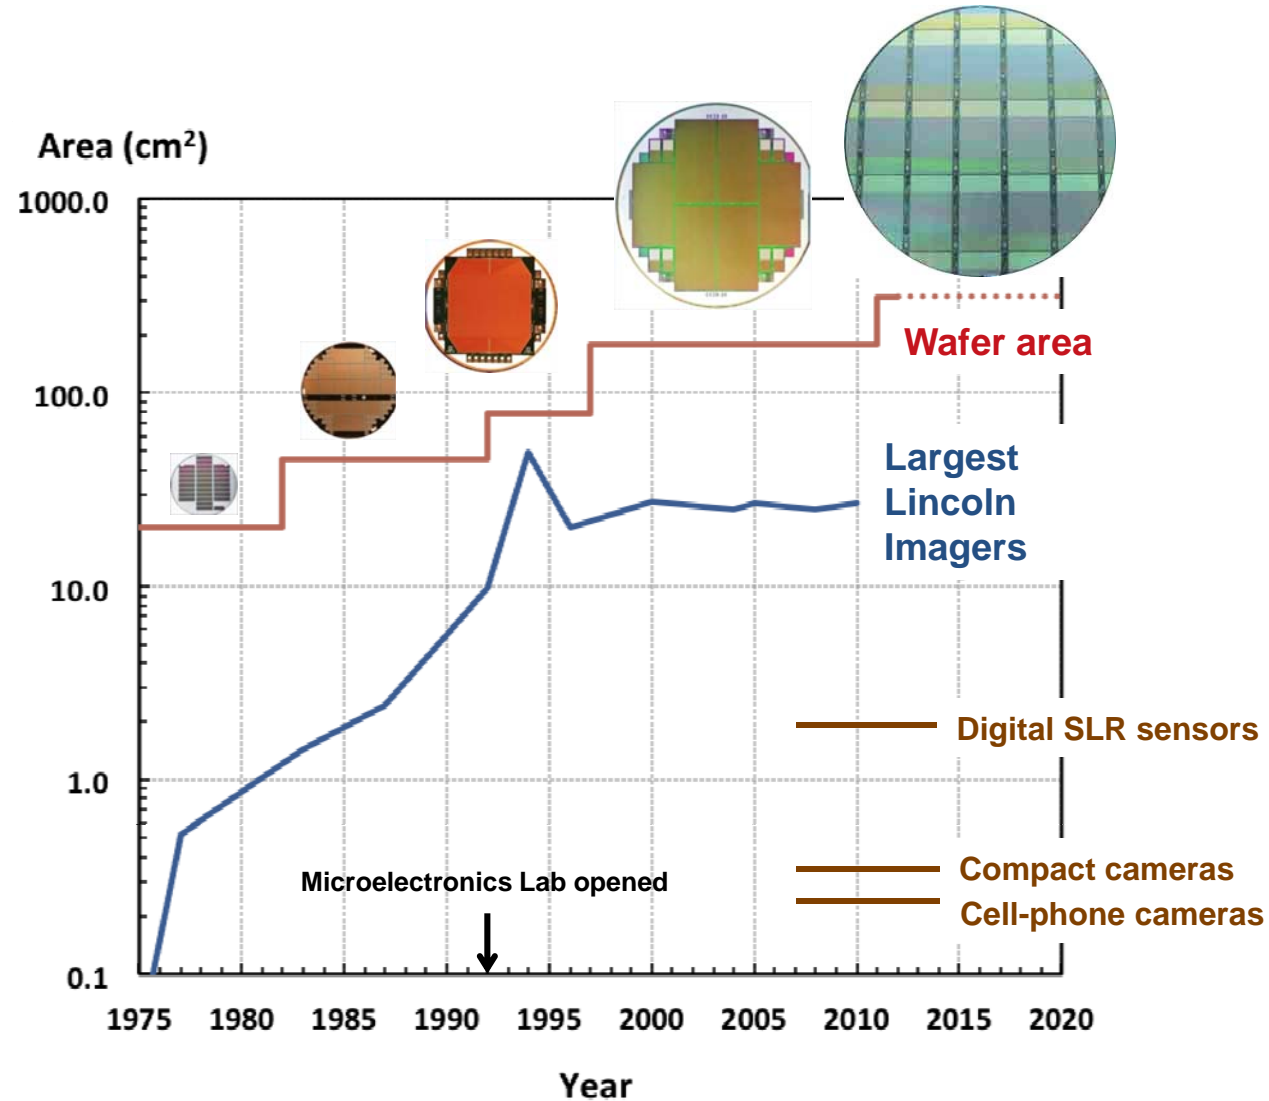 Area (cm²)
1000.0
100.0
10.0
1.0
0.1
Wafer area
Largest
Lincoln
Imagers
Digital SLR sensors
Compact cameras
Cell-phone cameras
Microelectronics Lab opened
1975 1980 1985 1990 1995 2000 2005 2010 2015 2020
Year